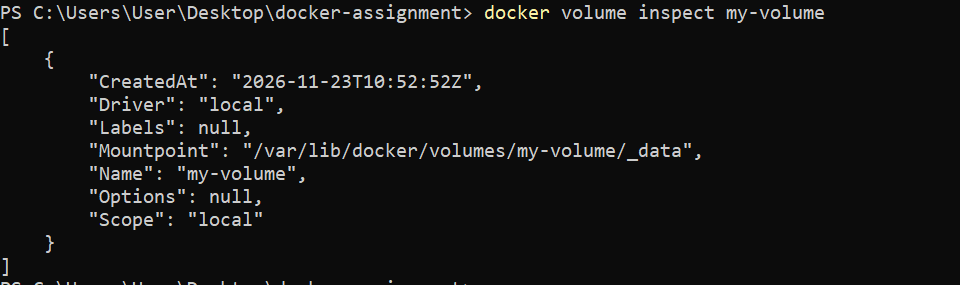 PS C:\Users\User\Desktop\docker-assignment> docker volume inspect my-volume
[
    {
        "CreatedAt": "2026-11-23T10:52:52Z",
        "Driver": "local",
        "Labels": null,
        "Mountpoint": "/var/lib/docker/volumes/my-volume/_data",
        "Name": "my-volume",
        "Options": null,
        "Scope": "local"
    }
]